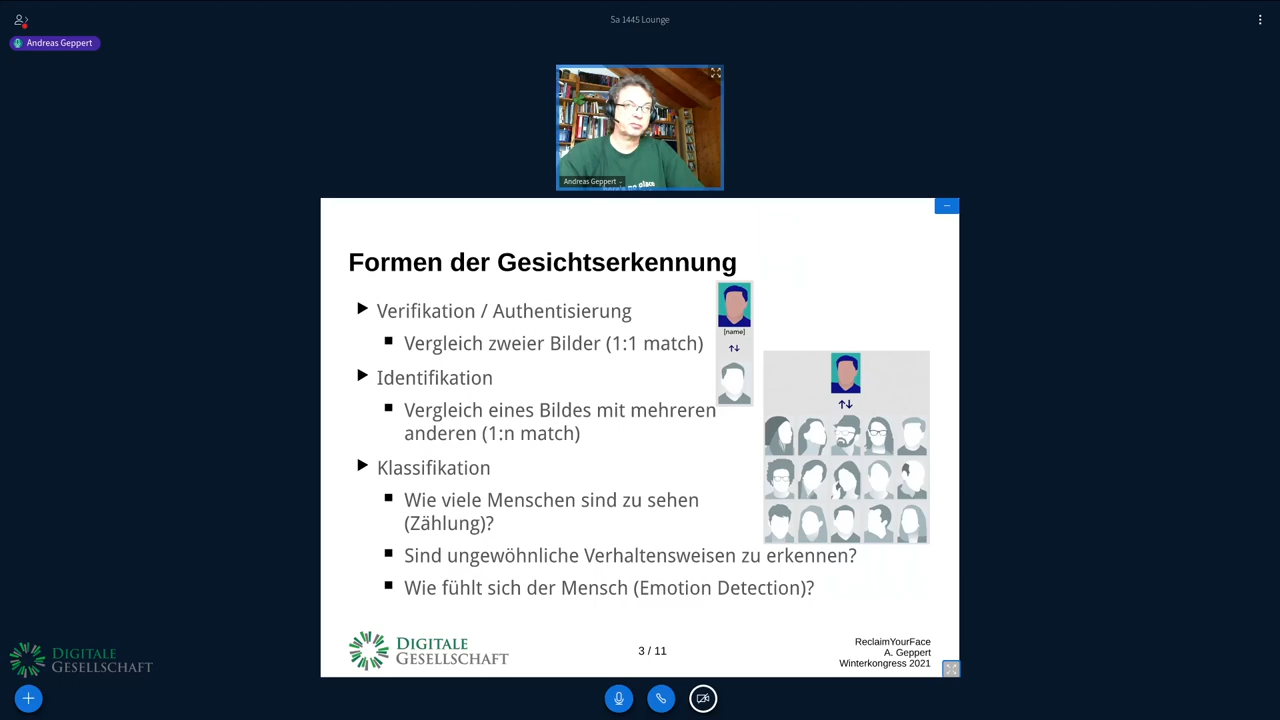 Sa 1445 Lounge
Andreas Geppert
Andreas Geppert
here's no place
Formen der Gesichtserkennung
Verifikation / Authentisierung
Vergleich zweier Bilder (1:1 match)
[name]
Identifikation
Vergleich eines Bildes mit mehreren
anderen (1:n match)
Klassifikation
Wie viele Menschen sind zu sehen
(Zählung)?
Sind ungewöhnliche Verhaltensweisen zu erkennen?
Wie fühlt sich der Mensch (Emotion Detection)?
DIGITALE
GESELLSCHAFT
3 / 11
ReclaimYourFace
A. Geppert
Winterkongress 2021
DIGITALE
GESELLSCHAFT